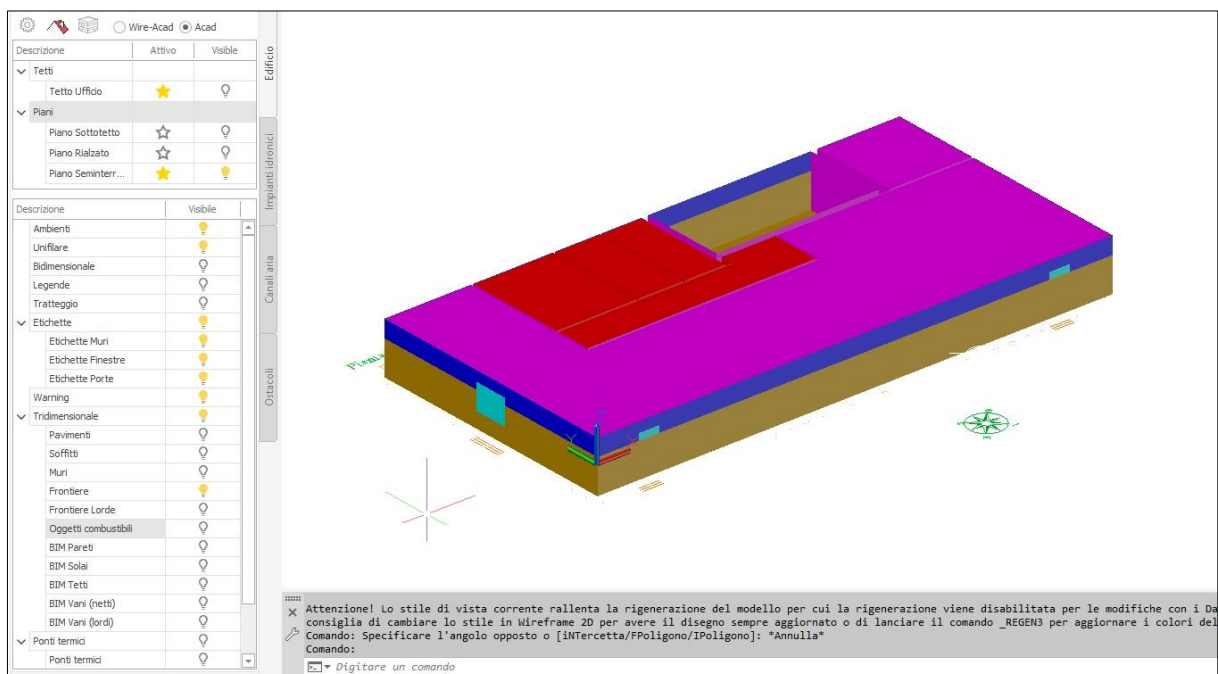 Wire-Acad Acad
Descrizione Attivo Visible
Tetti
Tetto Ufficio
Piani
Piano Sottotetto
Piano Rialzato
Piano Seminterr...
Descrizione Visibile
Ambienti
Unifilare
Bidimensionale
Legende
Tratteggio
Etichette
Etichette Muri
Etichette Finestre
Etichette Porte
Warning
Tridimensionale
Pavimenti
Soffitti
Muri
Frontiere
Frontiere Lorde
Oggetti combustibili
BIM Pareti
BIM Solai
BIM Tetti
BIM Vani (netti)
BIM Vani (lordi)
Ponti termici
Ponti termici
Edificio
Impianti idronici
Canali aria
Ostacoli
Attenzione! Lo stile di vista corrente rallenta la rigenerazione del modello per cui la rigenerazione viene disabilitata per le modifiche con i Da
consiglia di cambiare lo stile in Wireframe 2D per avere il disegno sempre aggiornato o di lanciare il comando _REGEN3 per aggiornare i colori del
Comando: Specificare l'angolo opposto o [iNTercetta/FPoligono/IPoligono]: *Annulla*
Comando:
Digitare un comando